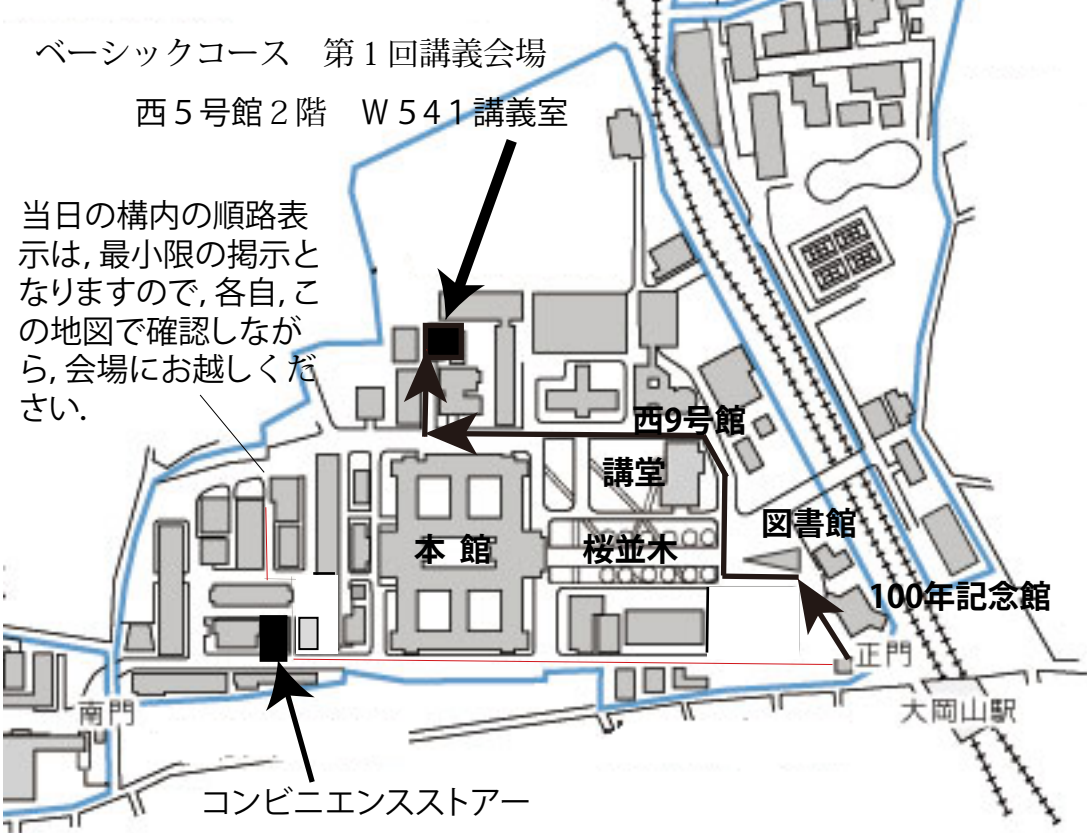 ベーシックコース　第１回講義会場
西５号館２階　Ｗ５４１講義室
当日の構内の順路表
示は, 最小限の掲示と
なりますので, 各自, こ
の地図で確認しなが
ら, 会場にお越しくだ
さい.
西9号館
講堂
図書館
本 館
桜並木
100年記念館
正門
南門
大岡山駅
コンビニエンスストアー